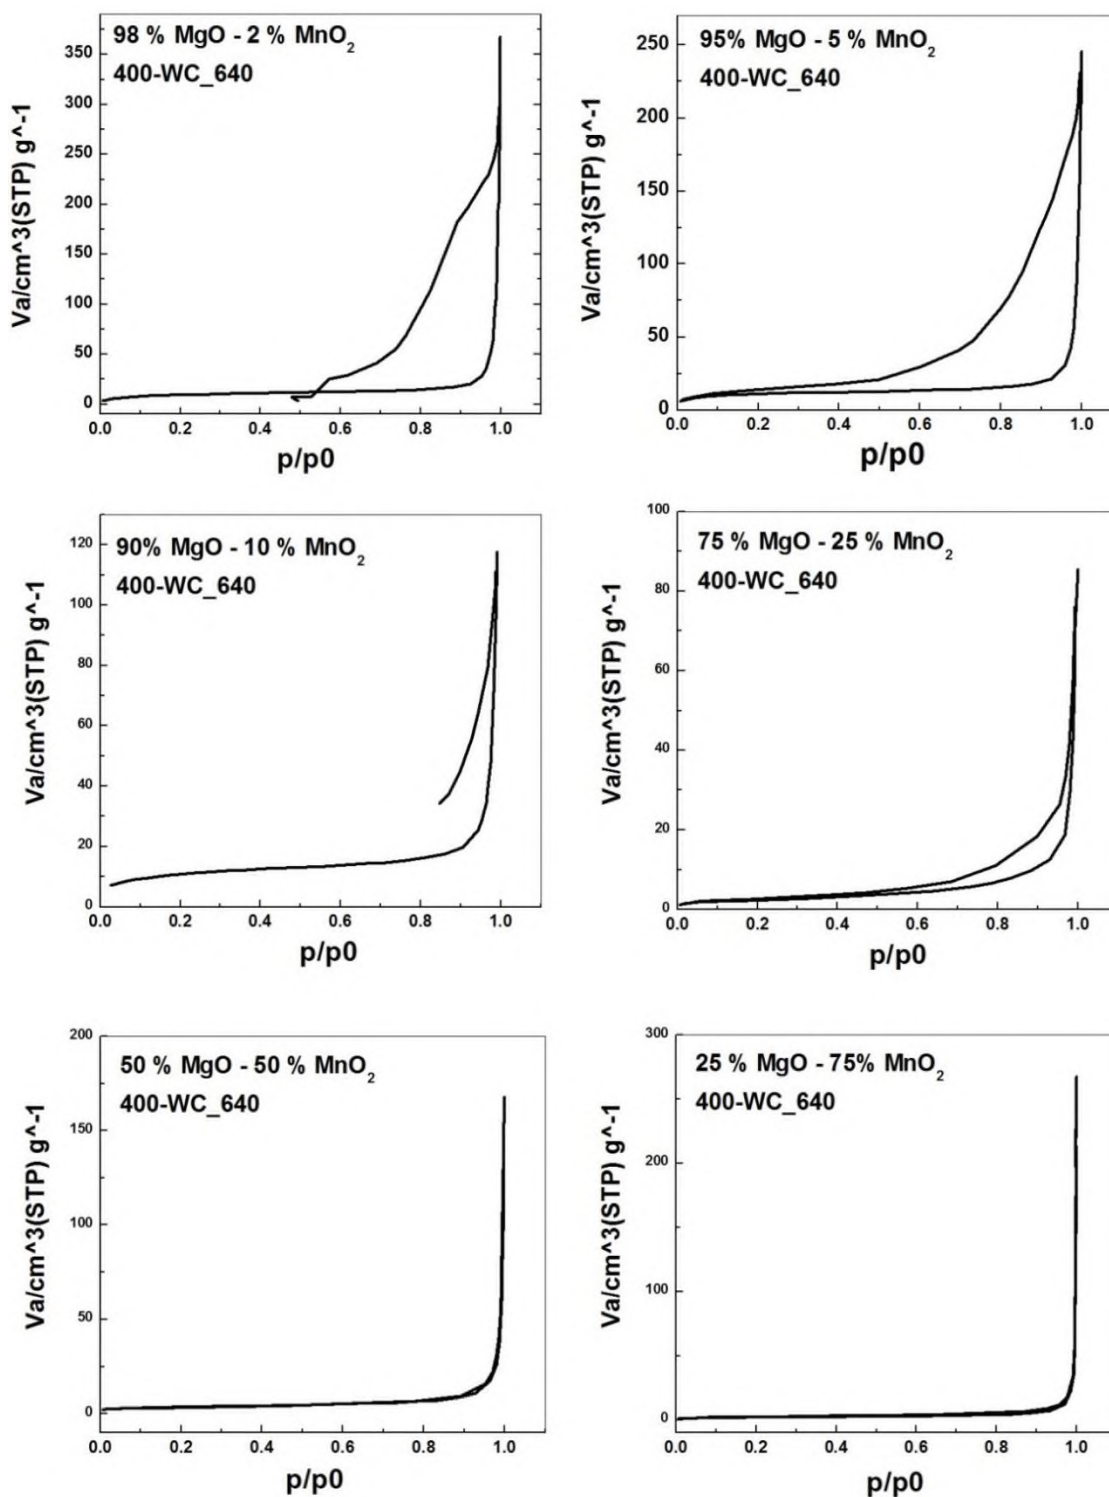 98 % MgO - 2 % MnO2
400-WC_640
Va/cm^3(STP) g^-1
350
300
250
200
150
100
50
0
0.0 0.2 0.4 0.6 0.8 1.0
p/p0
95% MgO - 5 % MnO2
400-WC_640
Va/cm^3(STP) g^-1
250
200
150
100
50
0
0.0 0.2 0.4 0.6 0.8 1.0
p/p0
90% MgO - 10 % MnO2
400-WC_640
Va/cm^3(STP) g^-1
120
100
80
60
40
20
0
0.0 0.2 0.4 0.6 0.8 1.0
p/p0
75 % MgO - 25 % MnO2
400-WC_640
Va/cm^3(STP) g^-1
100
80
60
40
20
0
0.0 0.2 0.4 0.6 0.8 1.0
p/p0
50 % MgO - 50 % MnO2
400-WC_640
Va/cm^3(STP) g^-1
200
150
100
50
0
0.0 0.2 0.4 0.6 0.8 1.0
p/p0
25 % MgO - 75% MnO2
400-WC_640
Va/cm^3(STP) g^-1
300
200
100
0
0.0 0.2 0.4 0.6 0.8 1.0
p/p0